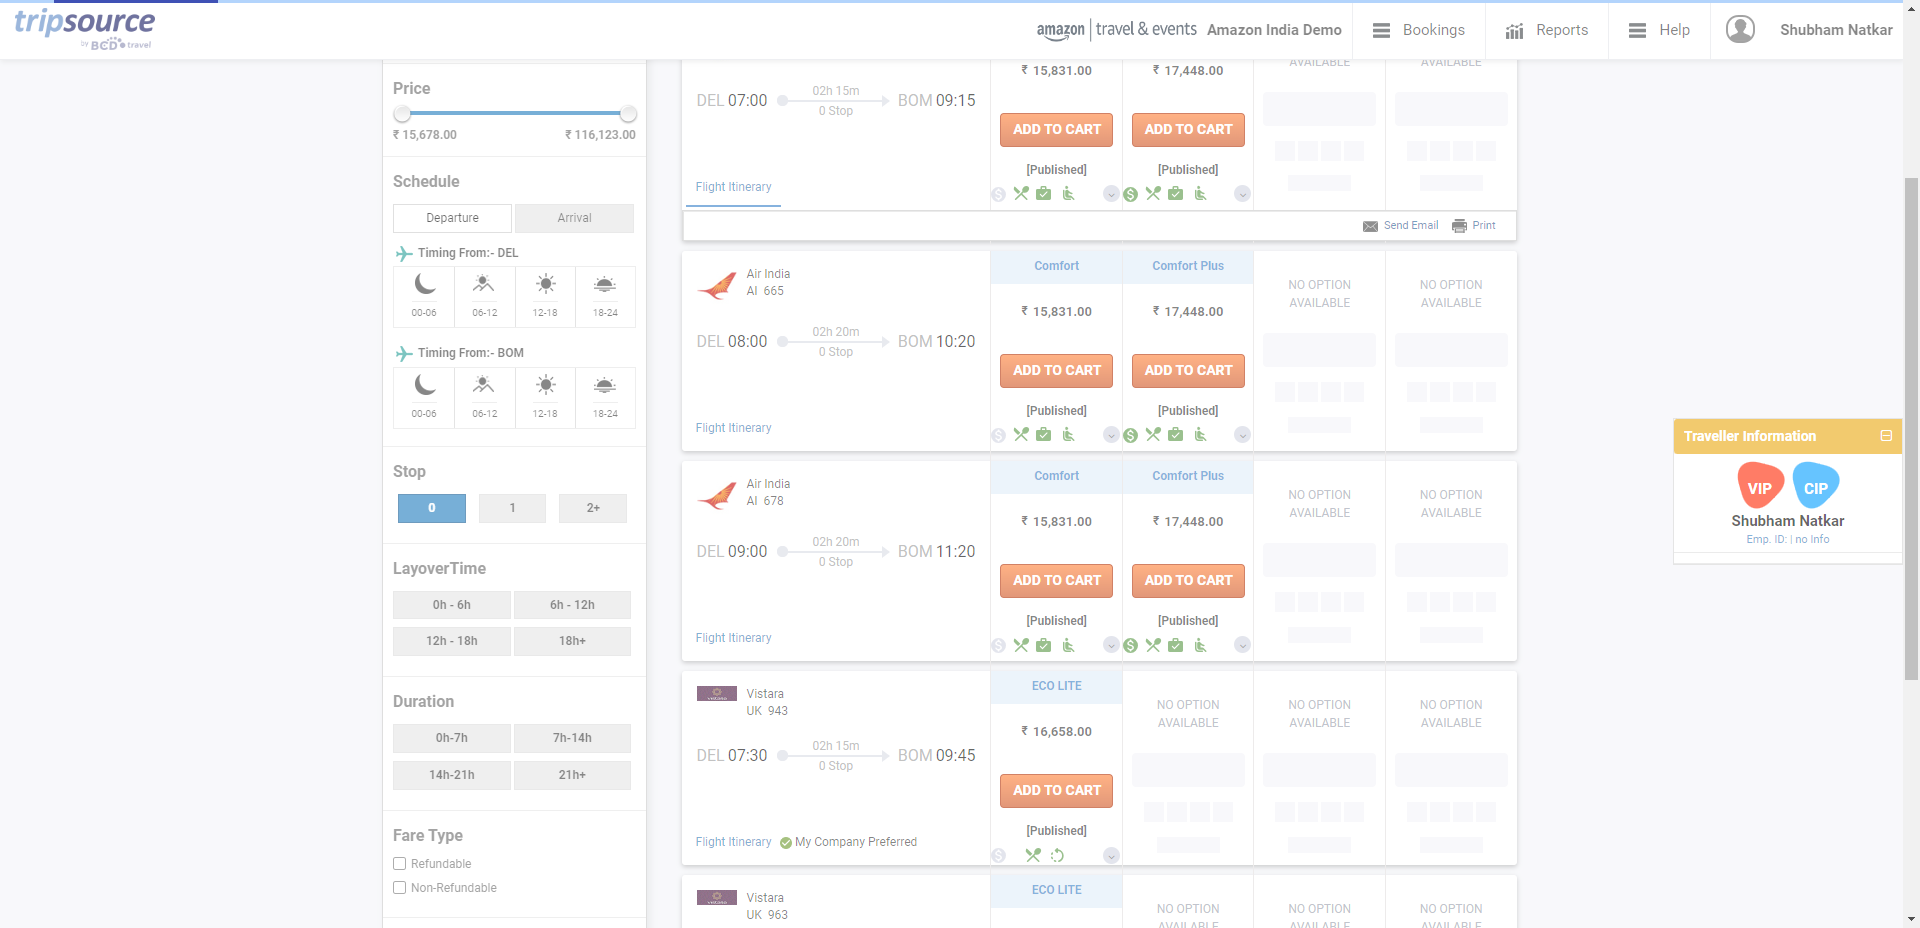 tripsource
by BCD travel
amazon | travel & events Amazon India Demo
Bookings
Reports
Help
Shubham Natkar
Price
₹ 15,678.00 ₹ 116,123.00
Schedule
Departure Arrival
Timing From:- DEL
00-06 06-12 12-18 18-24
Timing From:- BOM
00-06 06-12 12-18 18-24
Stop
0 1 2+
LayoverTime
0h - 6h 6h - 12h
12h - 18h 18h+
Duration
0h-7h 7h-14h
14h-21h 21h+
Fare Type
Refundable
Non-Refundable
AVAILABLE AVAILABLE
₹ 15,831.00 ₹ 17,448.00
02h 15m
DEL 07:00 BOM 09:15
0 Stop
ADD TO CART ADD TO CART
[Published] [Published]
Flight Itinerary
Send Email Print
Air India
AI 665
Comfort Comfort Plus
NO OPTION AVAILABLE NO OPTION AVAILABLE
₹ 15,831.00 ₹ 17,448.00
02h 20m
DEL 08:00 BOM 10:20
0 Stop
ADD TO CART ADD TO CART
[Published] [Published]
Flight Itinerary
Air India
AI 678
Comfort Comfort Plus
NO OPTION AVAILABLE NO OPTION AVAILABLE
₹ 15,831.00 ₹ 17,448.00
02h 20m
DEL 09:00 BOM 11:20
0 Stop
ADD TO CART ADD TO CART
[Published] [Published]
Flight Itinerary
Vistara
UK 943
ECO LITE
NO OPTION AVAILABLE NO OPTION AVAILABLE NO OPTION AVAILABLE
₹ 16,658.00
02h 15m
DEL 07:30 BOM 09:45
0 Stop
ADD TO CART
[Published]
Flight Itinerary My Company Preferred
Vistara
UK 963
ECO LITE
NO OPTION AVAILABLE NO OPTION AVAILABLE NO OPTION AVAILABLE
Traveller Information
VIP CIP
Shubham Natkar
Emp. ID: | no Info